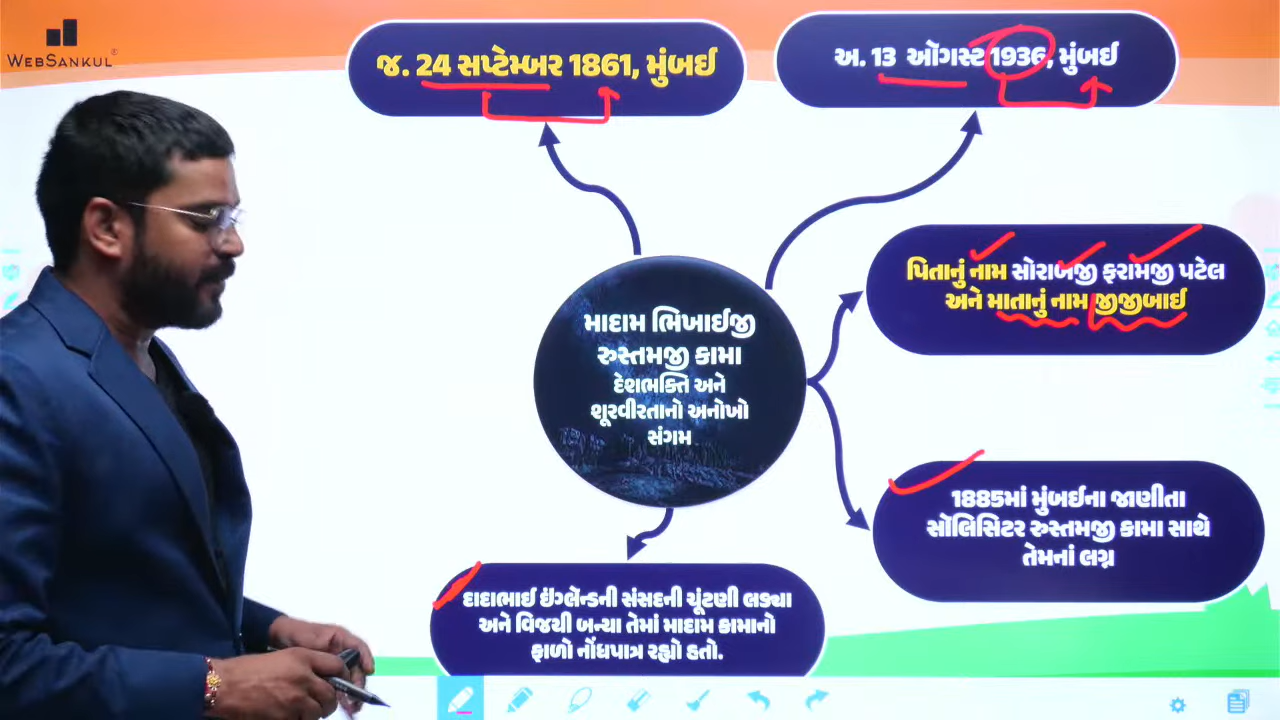 WEBSANKUL®
જ. 24 સપ્ટેમ્બર 1861, મુંબઈ
અ. 13 ઓગસ્ટ 1936, મુંબઈ
પિતાનું નામ સોરાબજી ફરામજી પટેલ
અને માતાનું નામ જીજીબાઈ
માદામ ભિખાઈજી
રુસ્તમજી કામા
દેશભક્તિ અને
શૂરવીરતાનો અનોખો
સંગમ
1885માં મુંબઈના જાણીતા
સૉલિસિટર રુસ્તમજી કામા સાથે
તેમનાં લગ્ન
દાદાભાઈ ઇંગ્લૅન્ડની સંસદની ચૂંટણી લડ્યા
અને વિજયી બન્યા તેમાં માદામ કામાનો
ફાળો નોંધપાત્ર રહ્યો હતો.